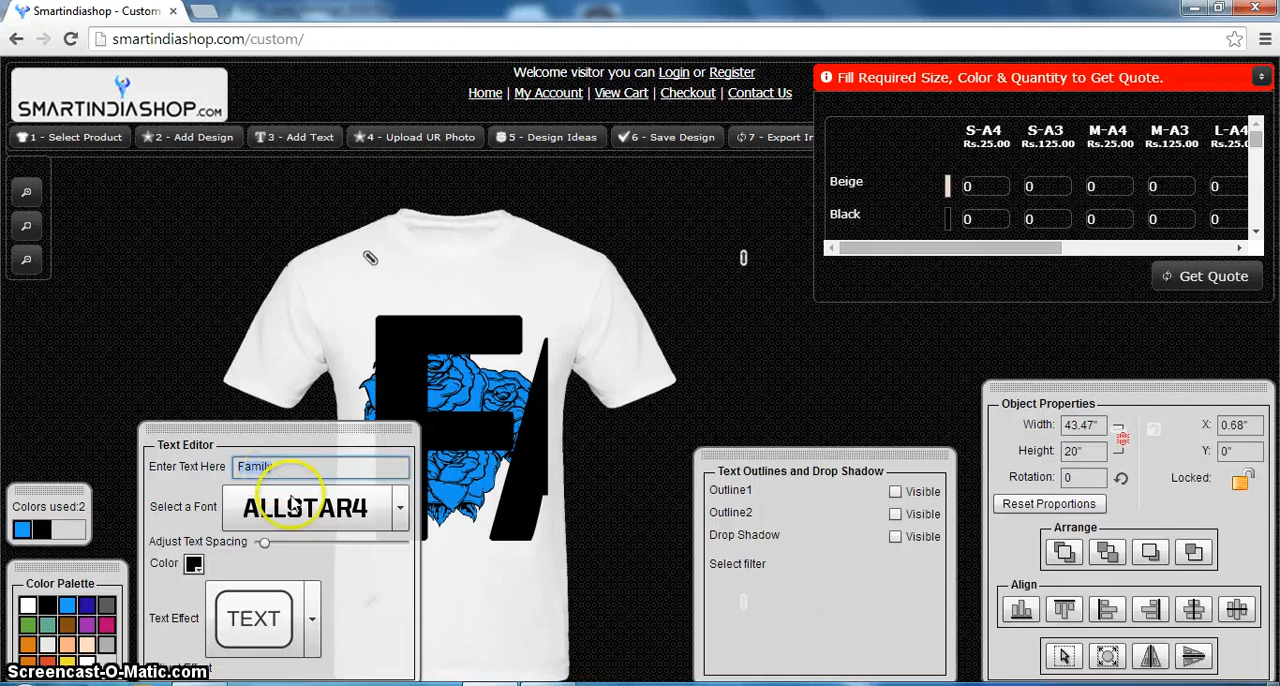 Smartindiashop - Custom
smartindiashop.com/custom/
SMARTINDIASHOP.COM
Welcome visitor you can Login or Register
Home | My Account | View Cart | Checkout | Contact Us
Fill Required Size, Color & Quantity to Get Quote.
1 - Select Product
2 - Add Design
3 - Add Text
4 - Upload UR Photo
5 - Design Ideas
6 - Save Design
7 - Export In
S-A4 S-A3 M-A4 M-A3 L-A4
Rs.25.00 Rs.125.00 Rs.25.00 Rs.125.00 Rs.25.0
Beige 0 0 0 0 0
Black 0 0 0 0 0
Get Quote
FA
Text Editor
Enter Text Here Family
Select a Font ALLSTAR4
Adjust Text Spacing
Color
Text Effect TEXT
Colors used:2
Color Palette
Text Outlines and Drop Shadow
Outline1 Visible
Outline2 Visible
Drop Shadow Visible
Select filter
Object Properties
Width: 43.47" X: 0.68"
Height: 20" Y: 0"
Rotation: 0 Locked:
Reset Proportions
Arrange
Align
Screencast-O-Matic.com